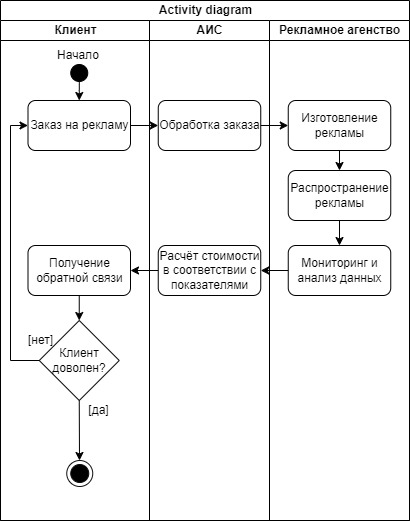 Activity diagram
Клиент
АИС
Рекламное агенство
Начало
Заказ на рекламу
Обработка заказа
Изготовление
рекламы
Распространение
рекламы
Получение
обратной связи
Расчёт стоимости
в соответствии с
показателями
Мониторинг и
анализ данных
[нет]
Клиент
доволен?
[да]